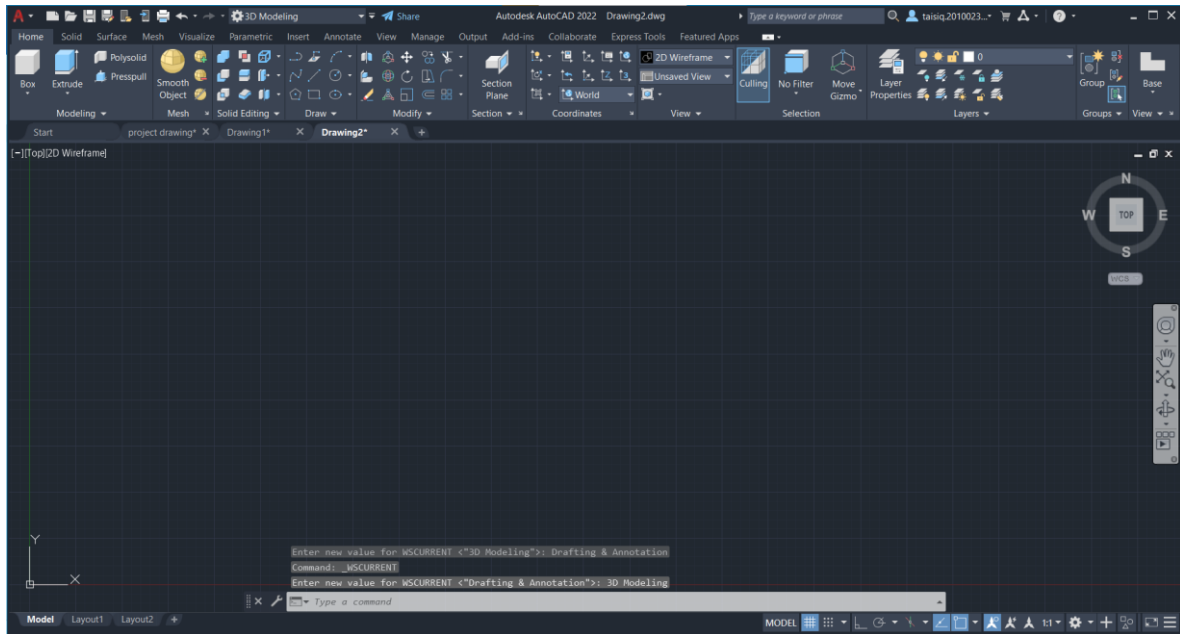 A 3D Modeling Share Autodesk AutoCAD 2022 Drawing2.dwg Type a keyword or phrase taisiq.2010023...
Home Solid Surface Mesh Visualize Parametric Insert Annotate View Manage Output Add-ins Collaborate Express Tools Featured Apps
Box
Extrude
Polysolid
Presspull
Smooth
Object
Section
Plane
World
2D Wireframe
Unsaved View
Culling
No Filter
Move
Gizmo
Layer
Properties
0
Group
Base
Modeling Mesh Solid Editing Draw Modify Section Coordinates View Selection Layers Groups View
Start project drawing* X Drawing1* X Drawing2* X +
[−][Top][2D Wireframe]
N
W TOP E
S
WCS
Y
X
Enter new value for WSCURRENT <"3D Modeling">: Drafting & Annotation
Command: _WSCURRENT
Enter new value for WSCURRENT <"Drafting & Annotation">: 3D Modeling
Type a command
Model Layout1 Layout2 + MODEL 1:1